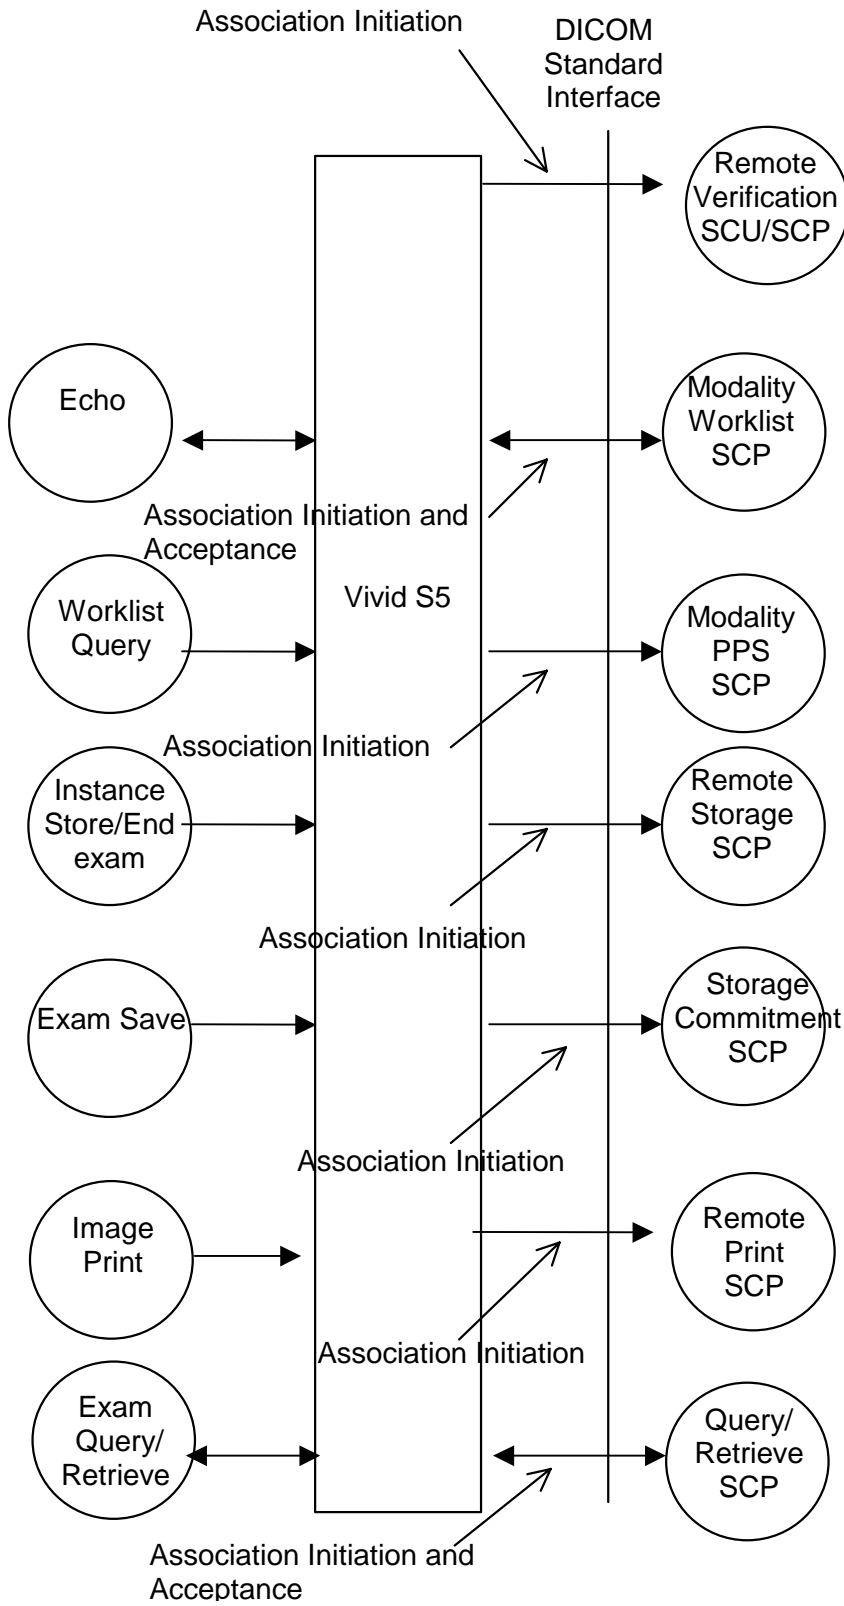 Association Initiation
DICOM
Standard
Interface
Remote
Verification
SCU/SCP
Echo
Modality
Worklist
SCP
Association Initiation and
Acceptance
Worklist
Query
Vivid S5
Modality
PPS
SCP
Association Initiation
Instance
Store/End
exam
Remote
Storage
SCP
Association Initiation
Exam Save
Storage
Commitment
SCP
Association Initiation
Image
Print
Remote
Print
SCP
Association Initiation
Exam
Query/
Retrieve
Query/
Retrieve
SCP
Association Initiation and
Acceptance